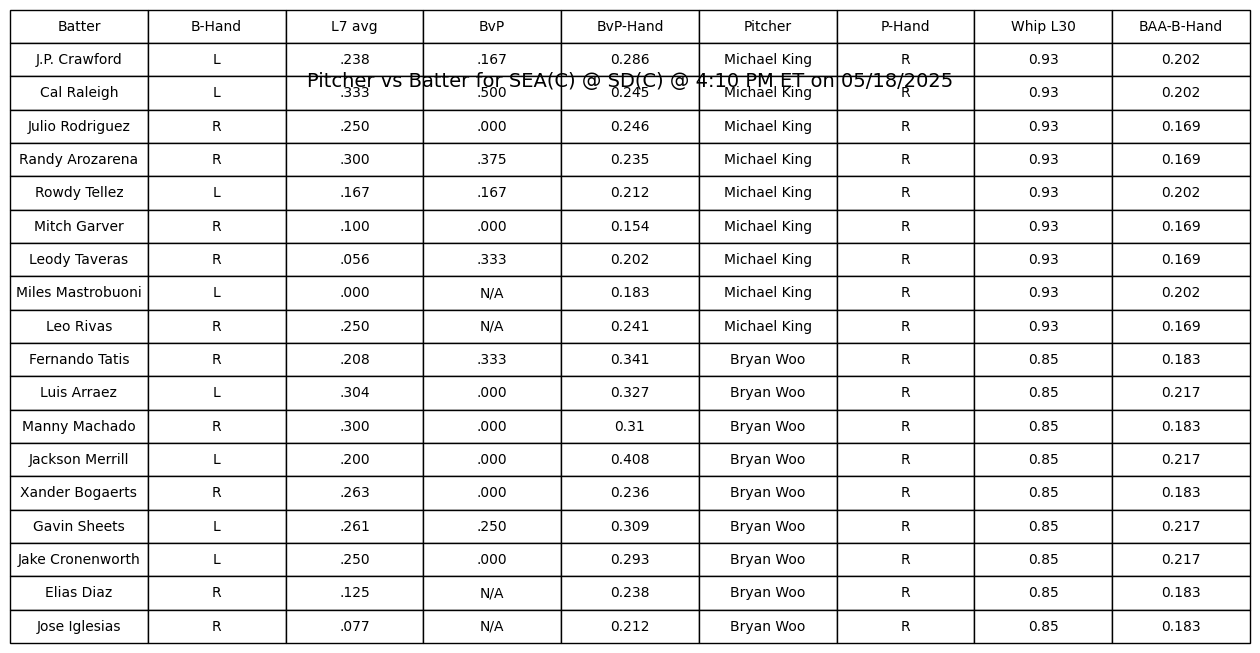 Batter B-Hand L7 avg BvP BvP-Hand Pitcher P-Hand Whip L30 BAA-B-Hand
J.P. Crawford L .238 .167 0.286 Michael King R 0.93 0.202
Pitcher vs Batter for SEA(C) @ SD(C) @ 4:10 PM ET on 05/18/2025
Cal Raleigh L .333 .500 0.245 Michael King R 0.93 0.202
Julio Rodriguez R .250 .000 0.246 Michael King R 0.93 0.169
Randy Arozarena R .300 .375 0.235 Michael King R 0.93 0.169
Rowdy Tellez L .167 .167 0.212 Michael King R 0.93 0.202
Mitch Garver R .100 .000 0.154 Michael King R 0.93 0.169
Leody Taveras R .056 .333 0.202 Michael King R 0.93 0.169
Miles Mastrobuoni L .000 N/A 0.183 Michael King R 0.93 0.202
Leo Rivas R .250 N/A 0.241 Michael King R 0.93 0.169
Fernando Tatis R .208 .333 0.341 Bryan Woo R 0.85 0.183
Luis Arraez L .304 .000 0.327 Bryan Woo R 0.85 0.217
Manny Machado R .300 .000 0.31 Bryan Woo R 0.85 0.183
Jackson Merrill L .200 .000 0.408 Bryan Woo R 0.85 0.217
Xander Bogaerts R .263 .000 0.236 Bryan Woo R 0.85 0.183
Gavin Sheets L .261 .250 0.309 Bryan Woo R 0.85 0.217
Jake Cronenworth L .250 .000 0.293 Bryan Woo R 0.85 0.217
Elias Diaz R .125 N/A 0.238 Bryan Woo R 0.85 0.183
Jose Iglesias R .077 N/A 0.212 Bryan Woo R 0.85 0.183